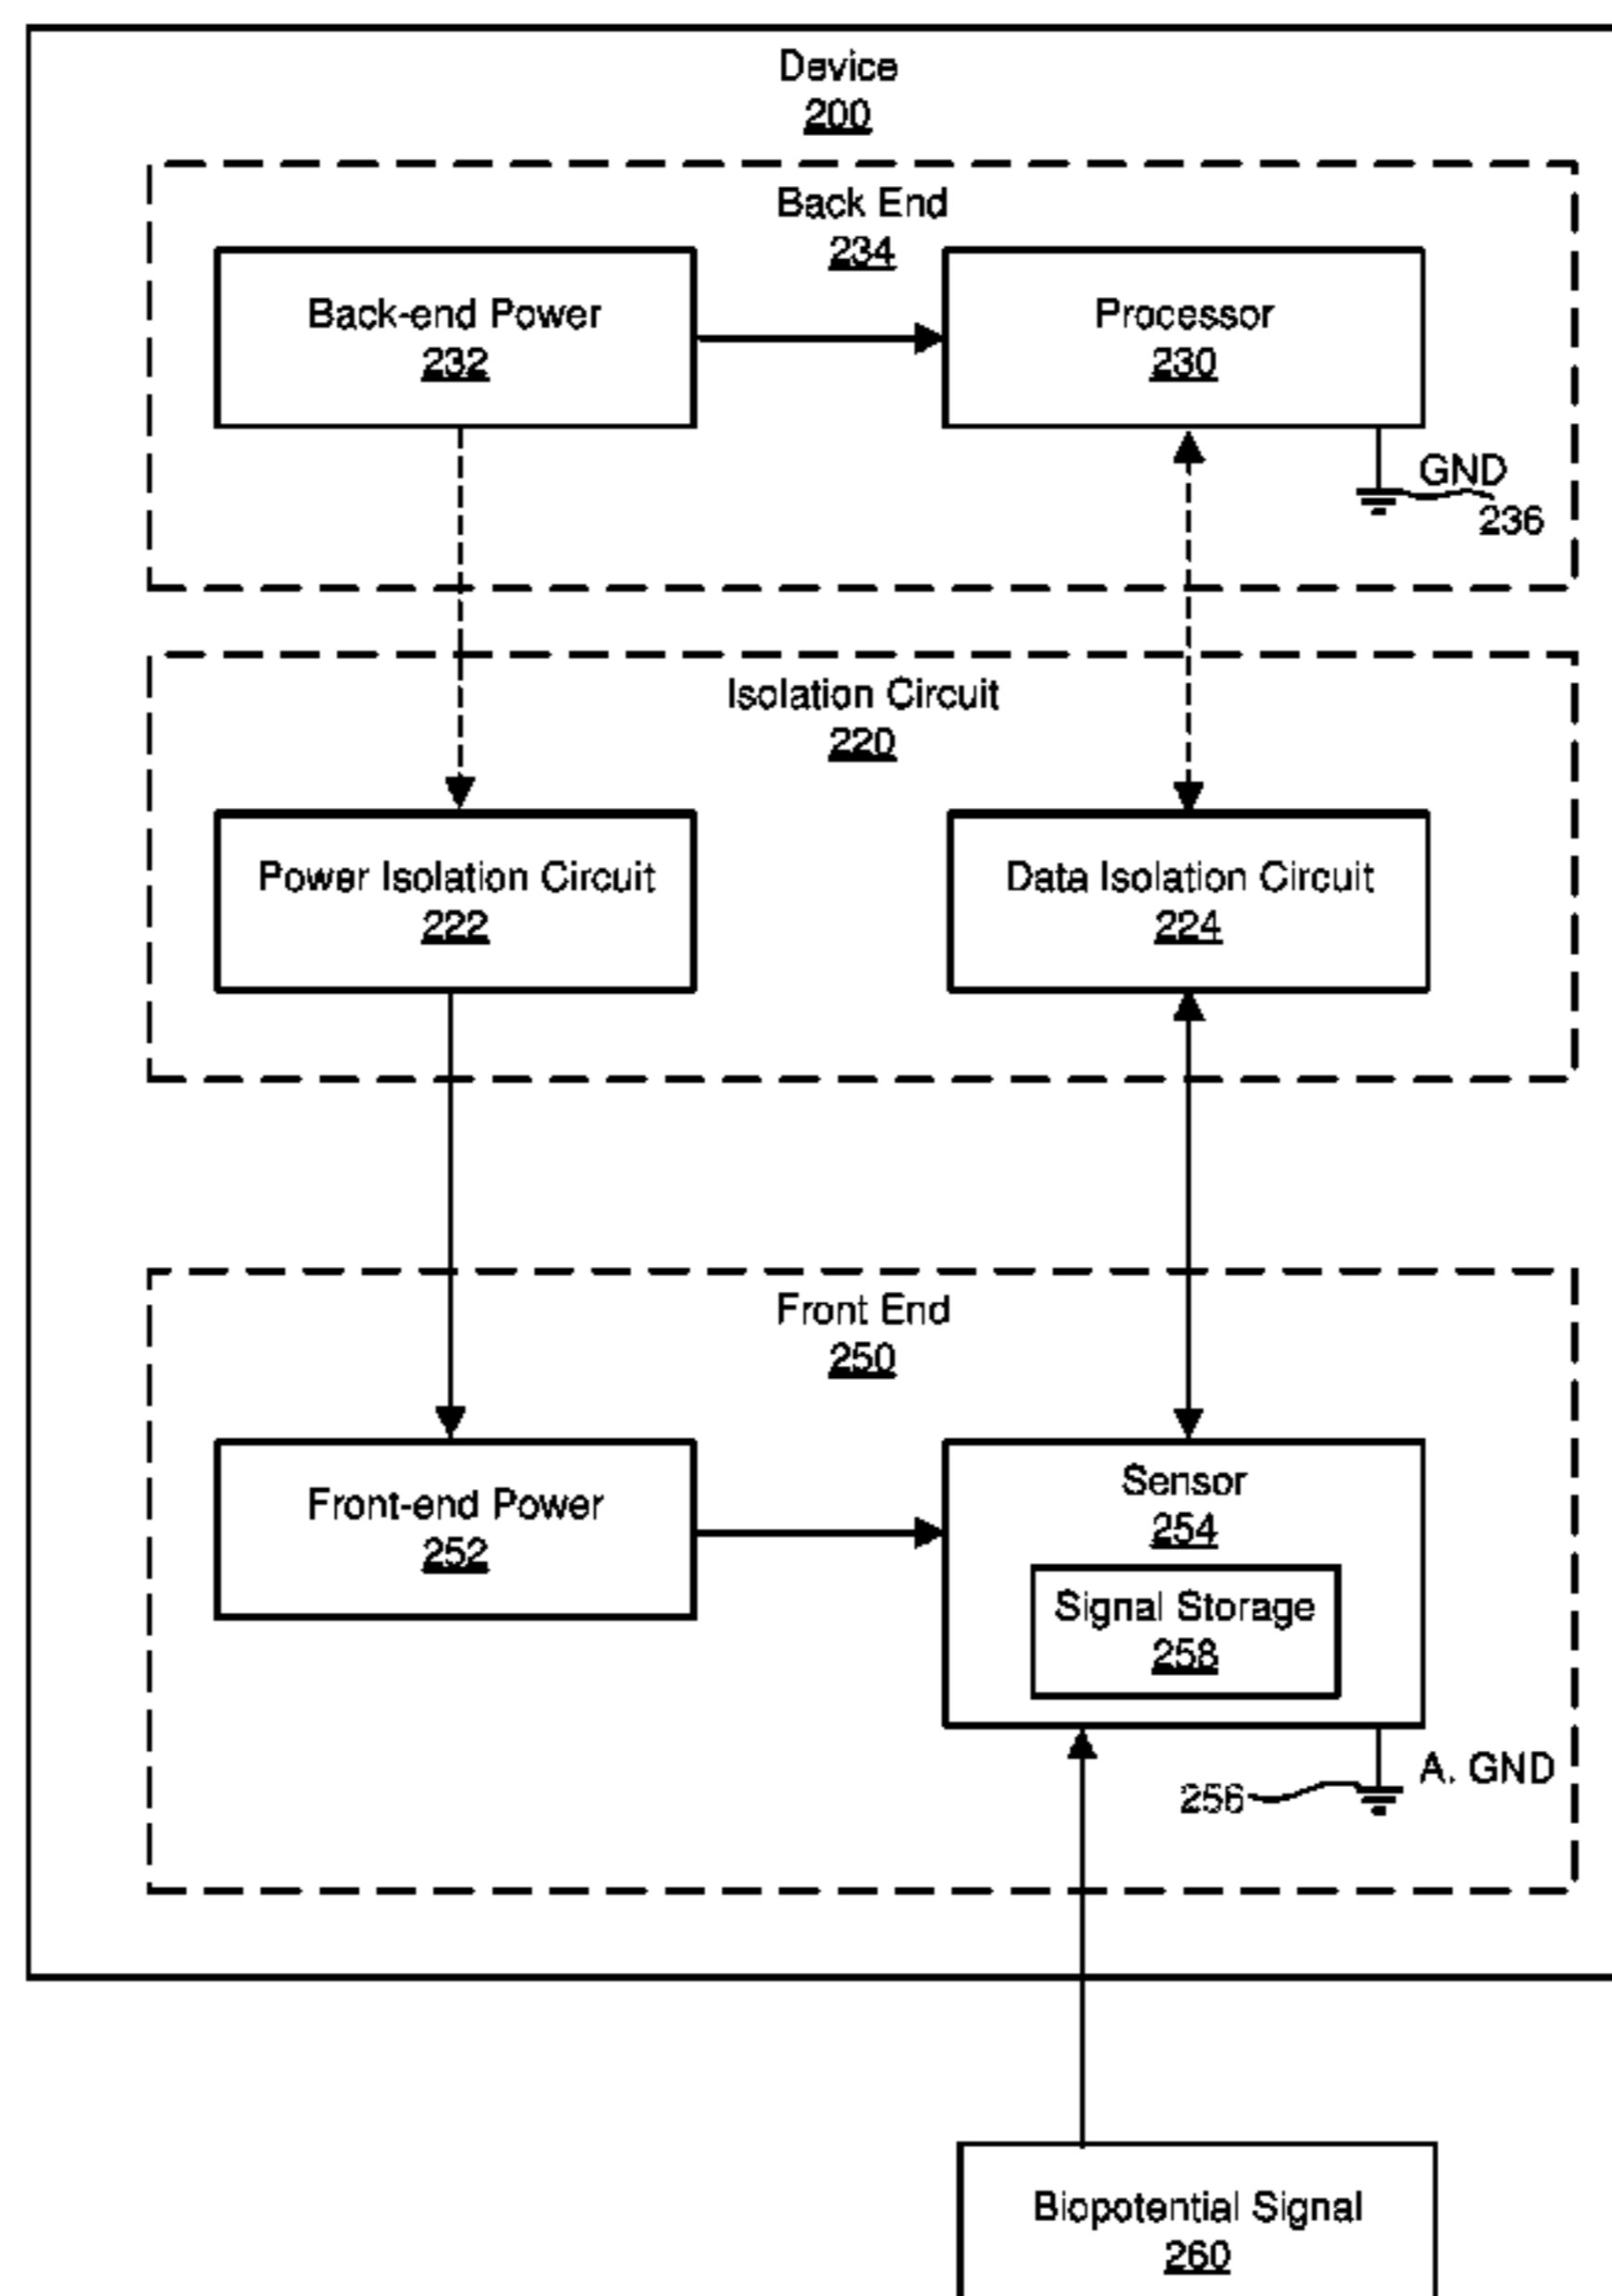 Device
200
Back End
234
Back-end Power
232
Processor
230
GND
236
Isolation Circuit
220
Power Isolation Circuit
222
Data Isolation Circuit
224
Front End
250
Front-end Power
252
Sensor
254
Signal Storage
258
A. GND
256
Biopotential Signal
260